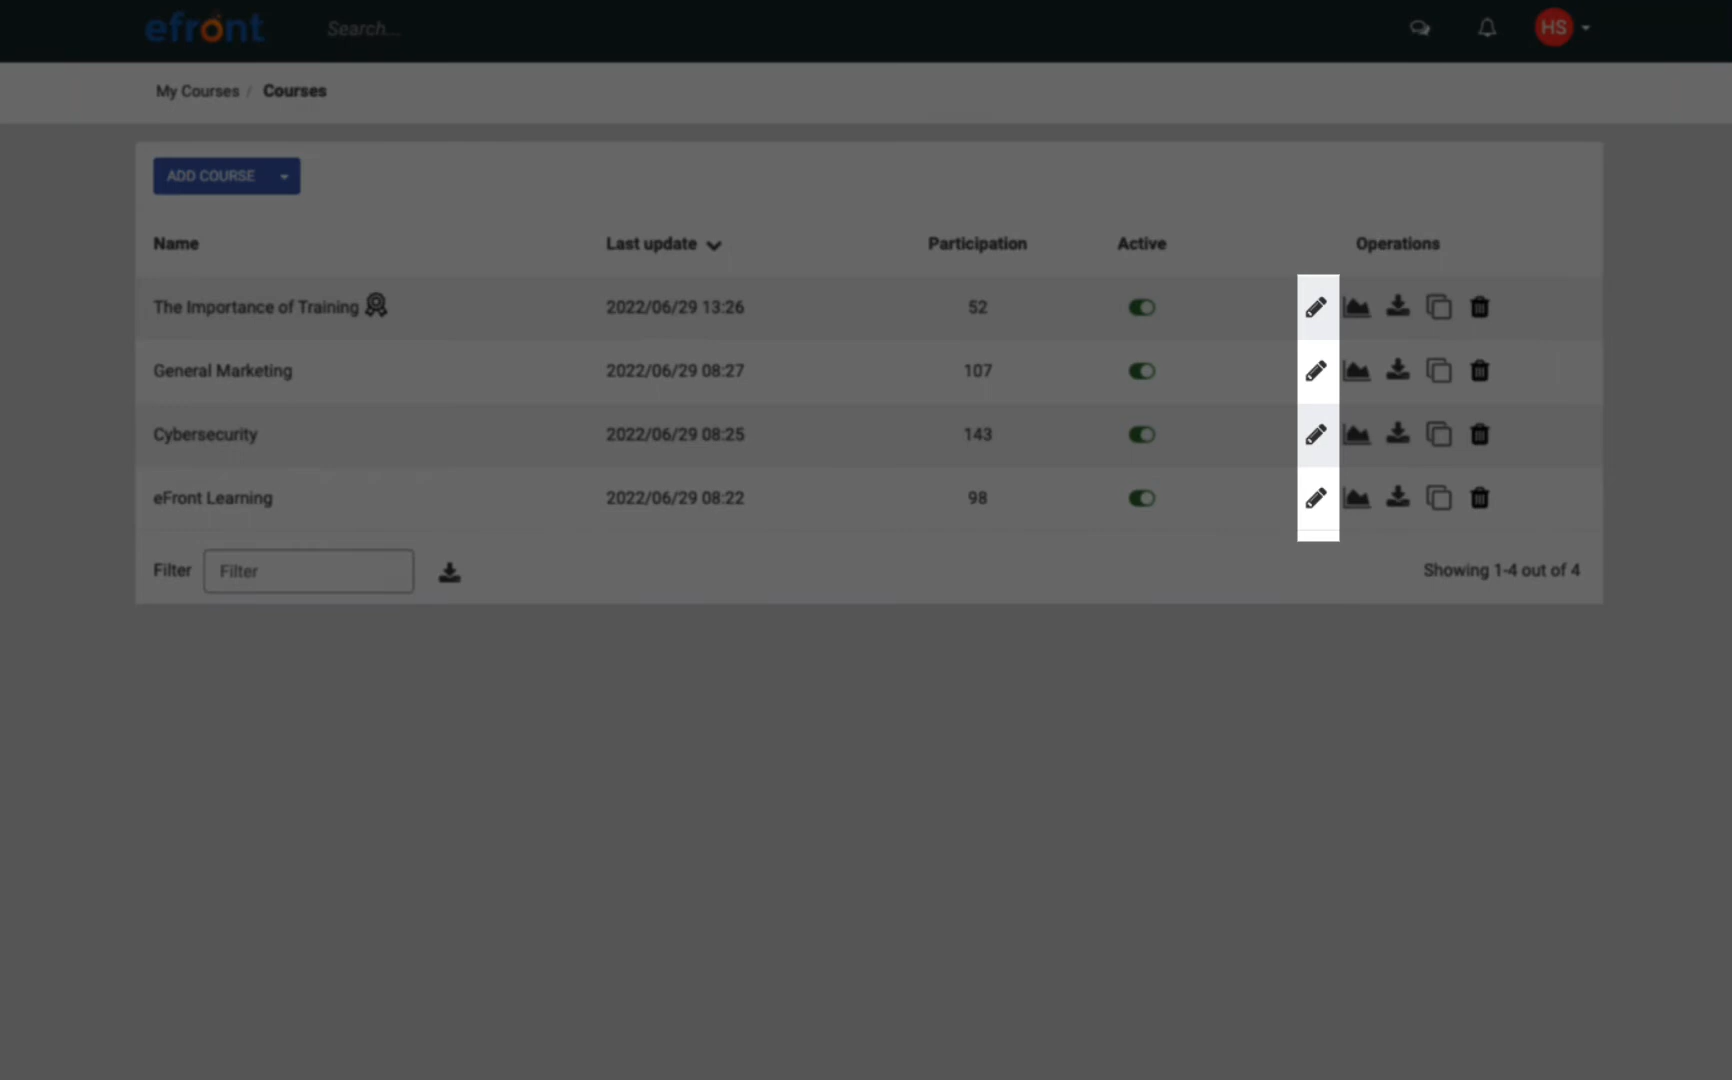 efront Search... HS
My Courses / Courses
ADD COURSE
Name Last update Participation Active Operations
The Importance of Training 2022/06/29 13:26 52
General Marketing 2022/06/29 08:27 107
Cybersecurity 2022/06/29 08:25 143
eFront Learning 2022/06/29 08:22 98
Filter Filter Showing 1-4 out of 4